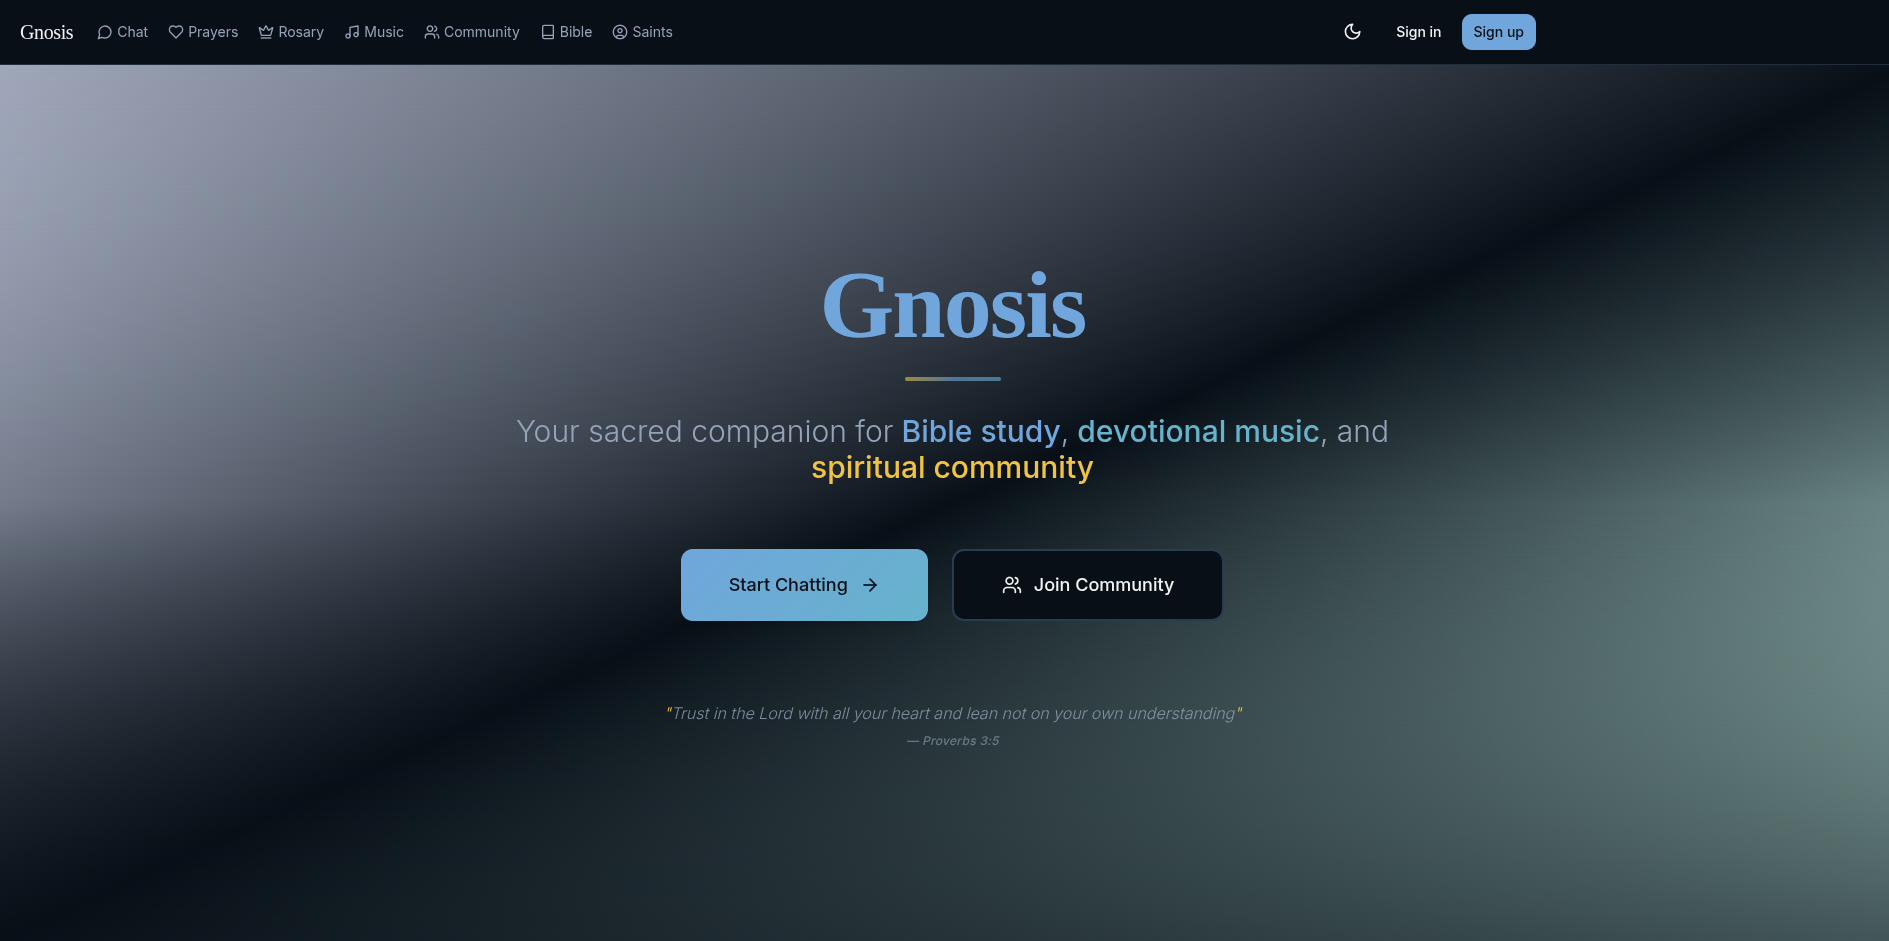 Gnosis Chat Prayers Rosary Music Community Bible Saints Sign in Sign up
Gnosis
Your sacred companion for Bible study, devotional music, and
spiritual community
Start Chatting Join Community
"Trust in the Lord with all your heart and lean not on your own understanding"
— Proverbs 3:5